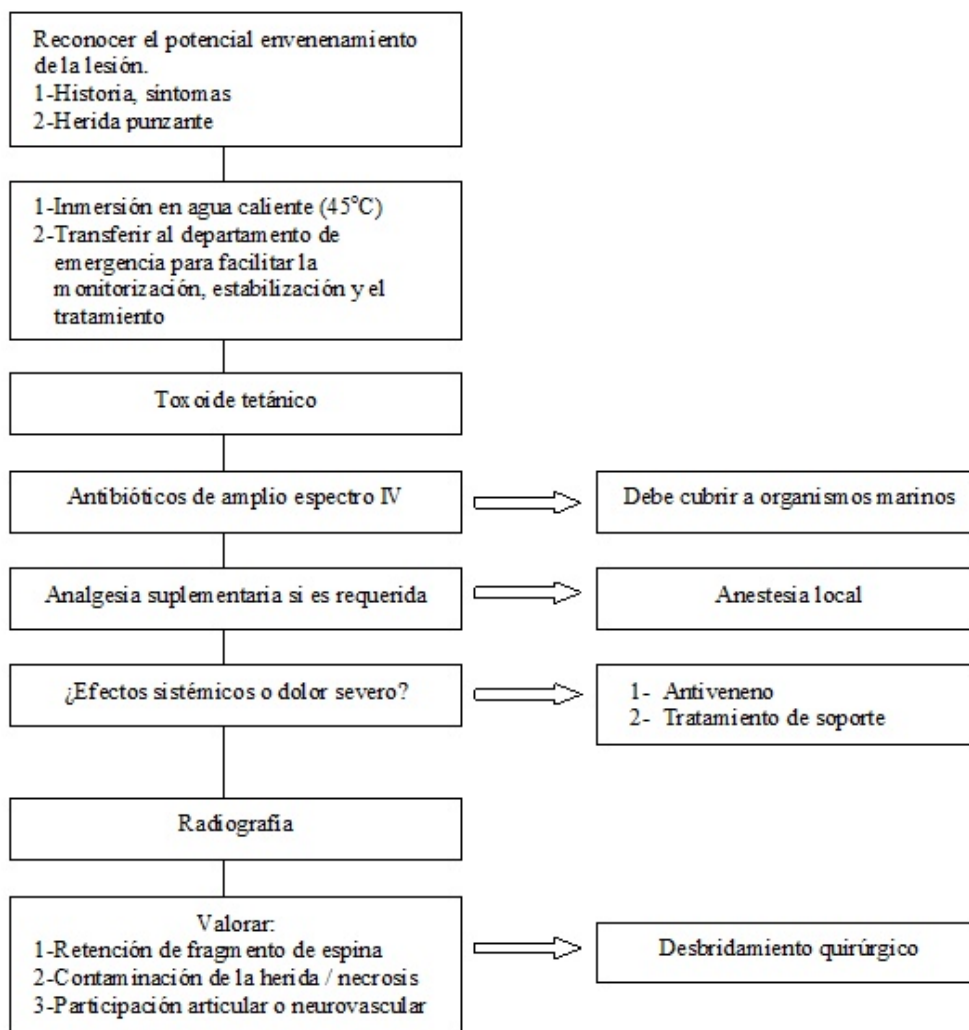 Reconocer el potencial envenenamiento
de la lesión.
1-Historia, síntomas
2-Herida punzante
1-Inmersión en agua caliente (45°C)
2-Transferir al departamento de
emergencia para facilitar la
monitorización, estabilización y el
tratamiento
Toxoide tetánico
Antibióticos de amplio espectro IV
Debe cubrir a organismos marinos
Analgesia suplementaria si es requerida
Anestesia local
¿Efectos sistémicos o dolor severo?
1- Antiveneno
2- Tratamiento de soporte
Radiografía
Valorar:
1-Retención de fragmento de espina
2-Contaminación de la herida / necrosis
3-Participación articular o neurovascular
Desbridamiento quirúrgico